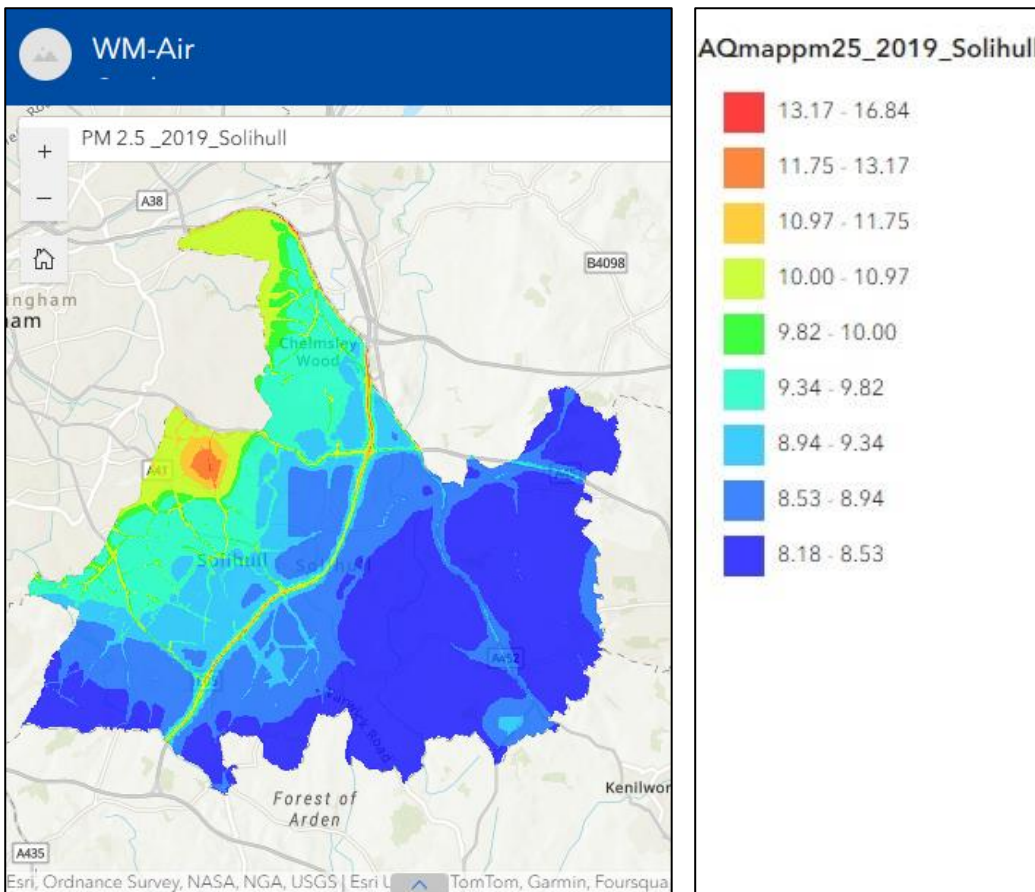 WM-Air
PM 2.5 _2019_Solihull
+
−
A38
B4098
ingham
am
Chelmsley
Wood
A41
Solihull
Solihull
A452
Forest of
Arden
Kenilwor
A435
Esri, Ordnance Survey, NASA, NGA, USGS | Esri U
TomTom, Garmin, Foursqua
AQmappm25_2019_Solihull
13.17 - 16.84
11.75 - 13.17
10.97 - 11.75
10.00 - 10.97
9.82 - 10.00
9.34 - 9.82
8.94 - 9.34
8.53 - 8.94
8.18 - 8.53